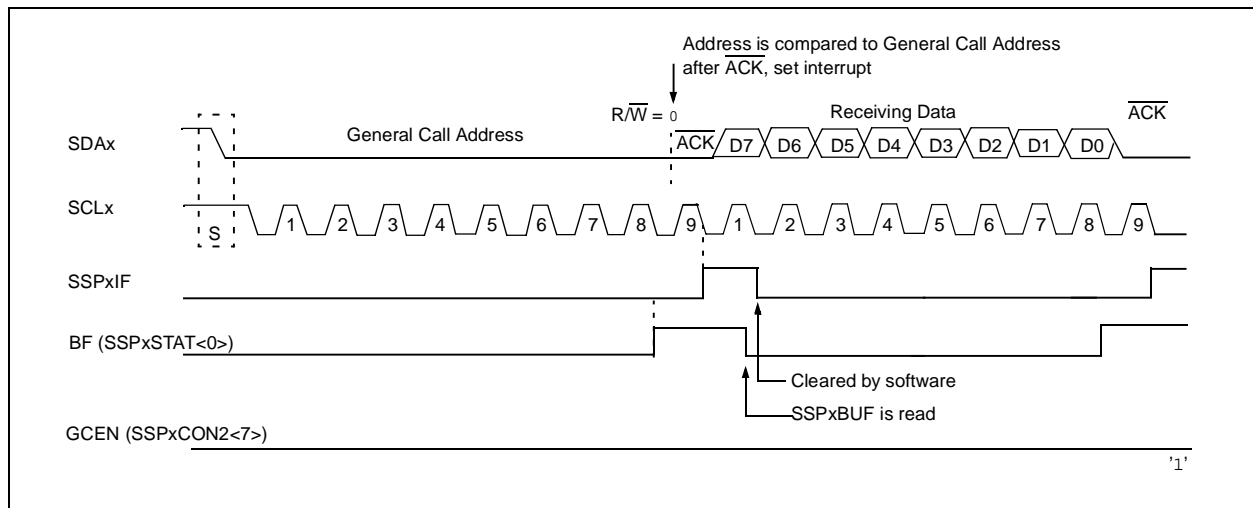 Address is compared to General Call Address
after ACK, set interrupt
R/W = 0
Receiving Data
ACK
SDAx
General Call Address
ACK
D7 D6 D5 D4 D3 D2 D1 D0
SCLx
S
1 2 3 4 5 6 7 8 9 1 2 3 4 5 6 7 8 9
SSPxIF
BF (SSPxSTAT<0>)
Cleared by software
SSPxBUF is read
GCEN (SSPxCON2<7>)
'1'